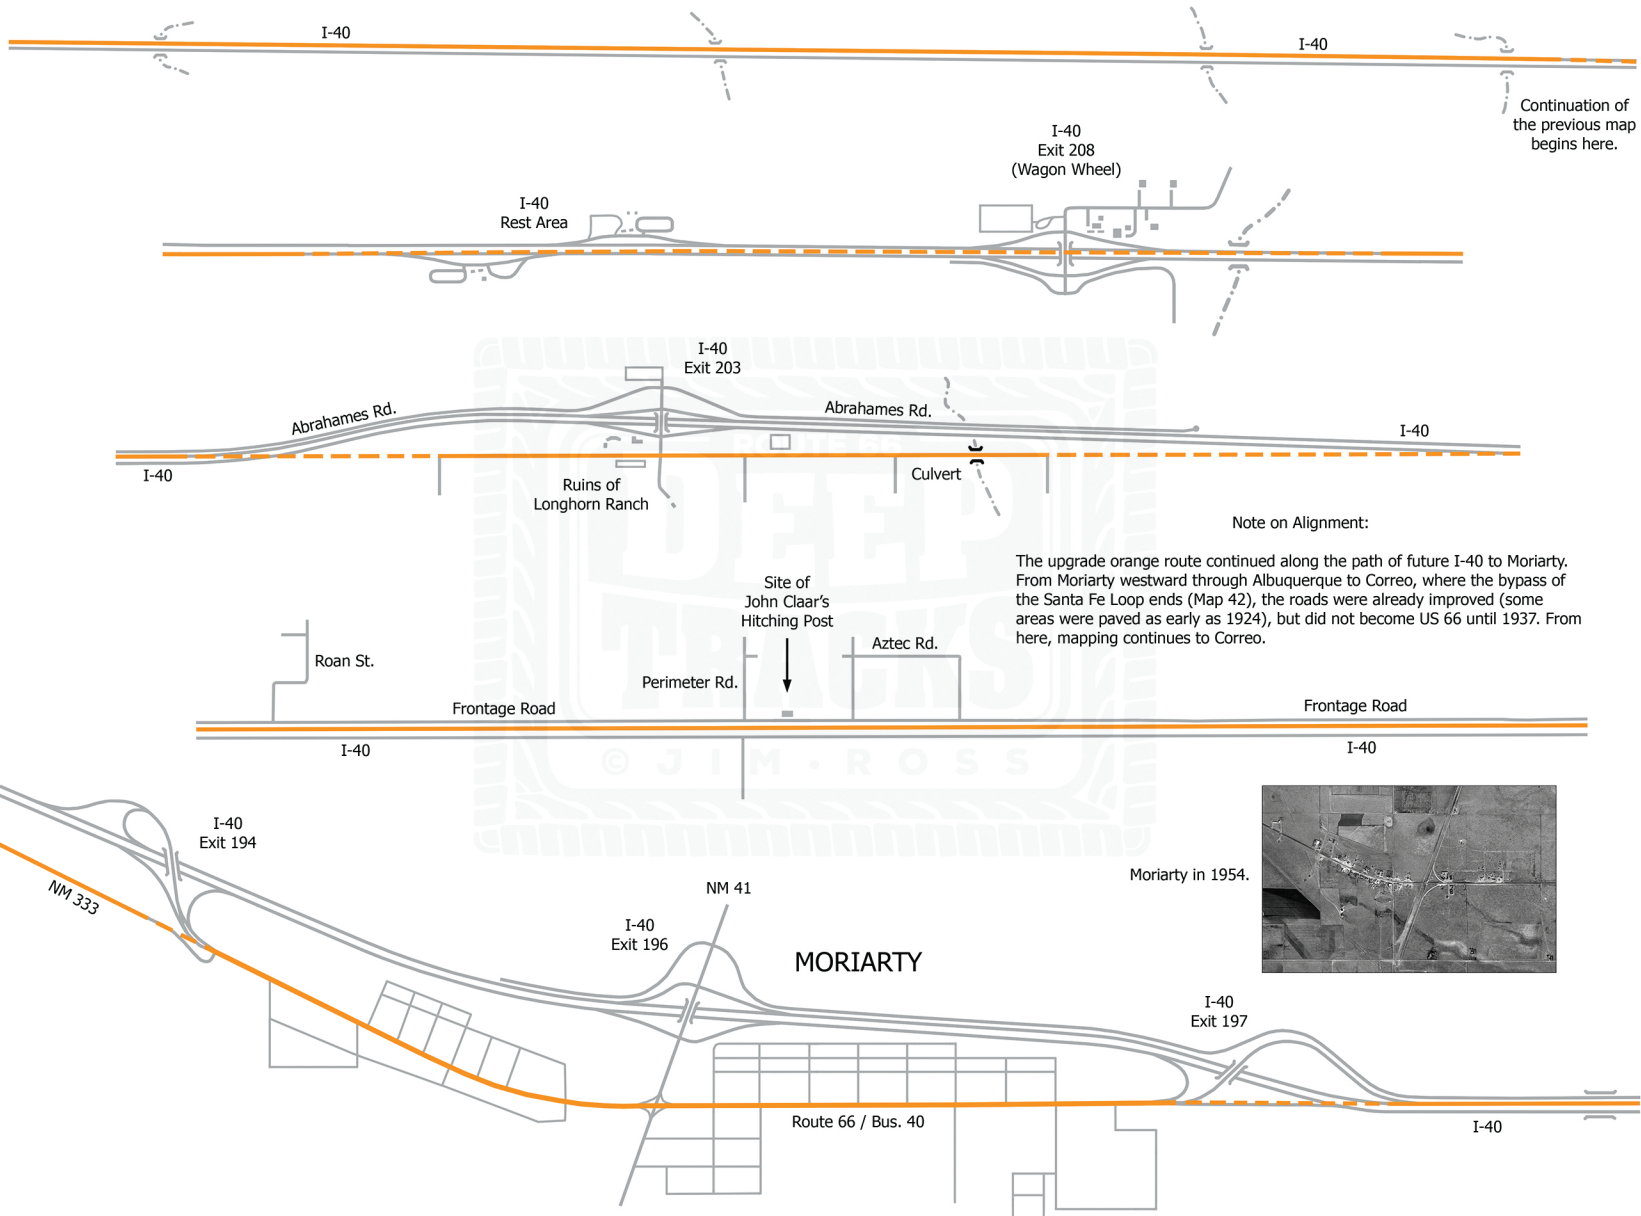 I-40
I-40
Continuation of
the previous map
begins here.
I-40
Exit 208
(Wagon Wheel)
I-40
Rest Area
I-40
Exit 203
Abrahames Rd.
Abrahames Rd.
I-40
I-40
Culvert
Ruins of
Longhorn Ranch
ROUTE 66
DEEP
TRACKS
© JIM • ROSS
Note on Alignment:
The upgrade orange route continued along the path of future I-40 to Moriarty.
From Moriarty westward through Albuquerque to Correo, where the bypass of
the Santa Fe Loop ends (Map 42), the roads were already improved (some
areas were paved as early as 1924), but did not become US 66 until 1937. From
here, mapping continues to Correo.
Site of
John Claar's
Hitching Post
Roan St.
Aztec Rd.
Perimeter Rd.
Frontage Road
Frontage Road
I-40
I-40
I-40
Exit 194
NM 333
Moriarty in 1954.
NM 41
I-40
Exit 196
MORIARTY
I-40
Exit 197
Route 66 / Bus. 40
I-40